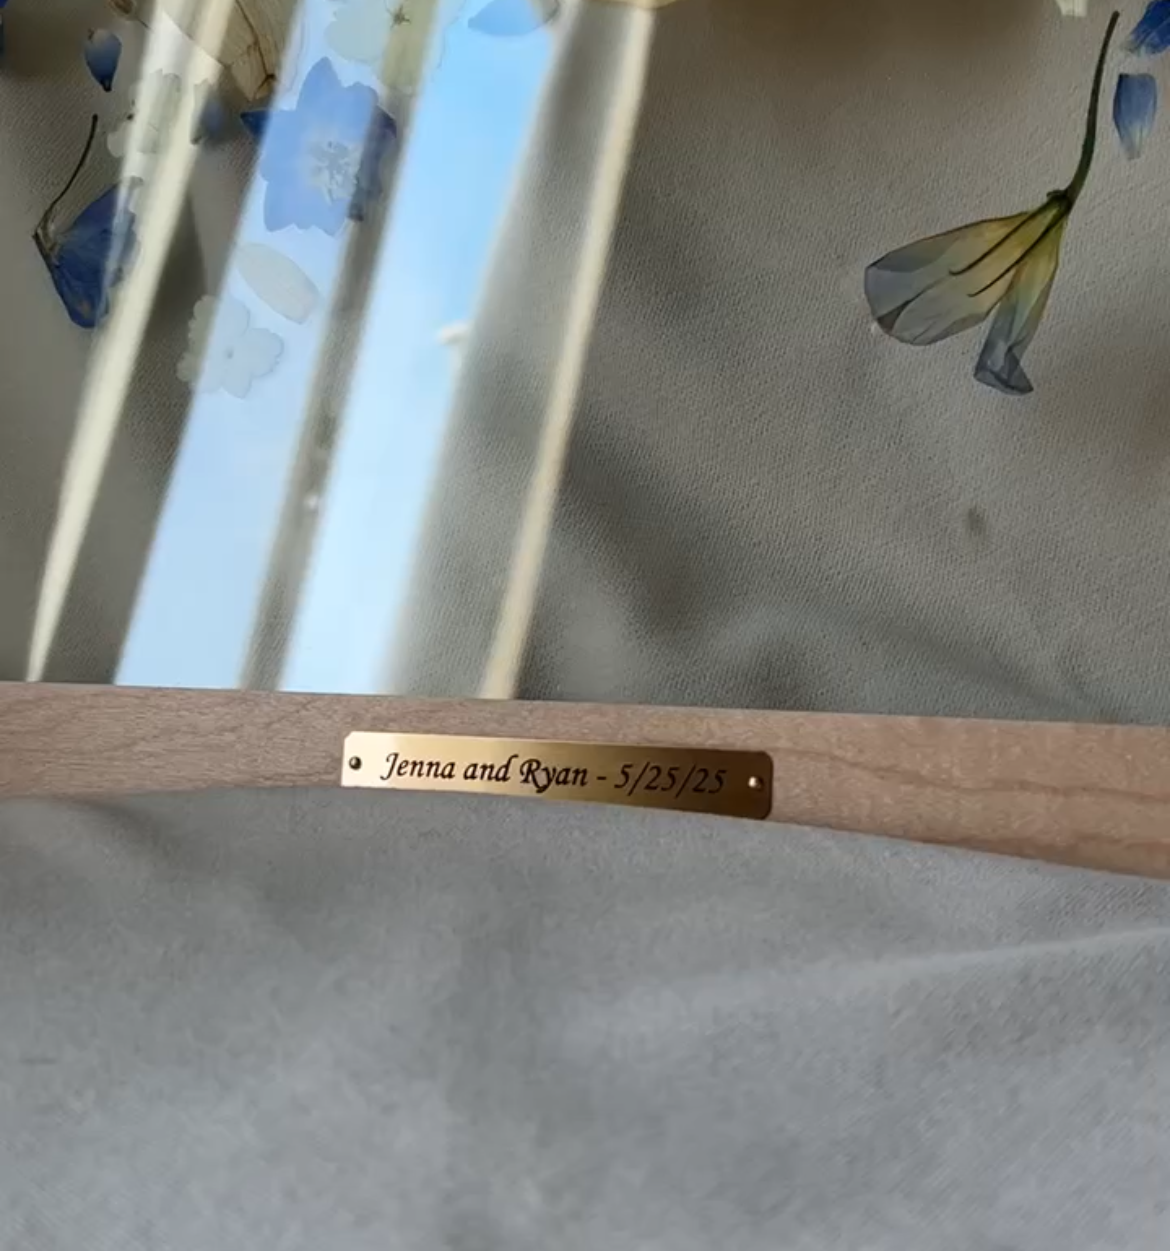 Jenna and Ryan - 5/25/25